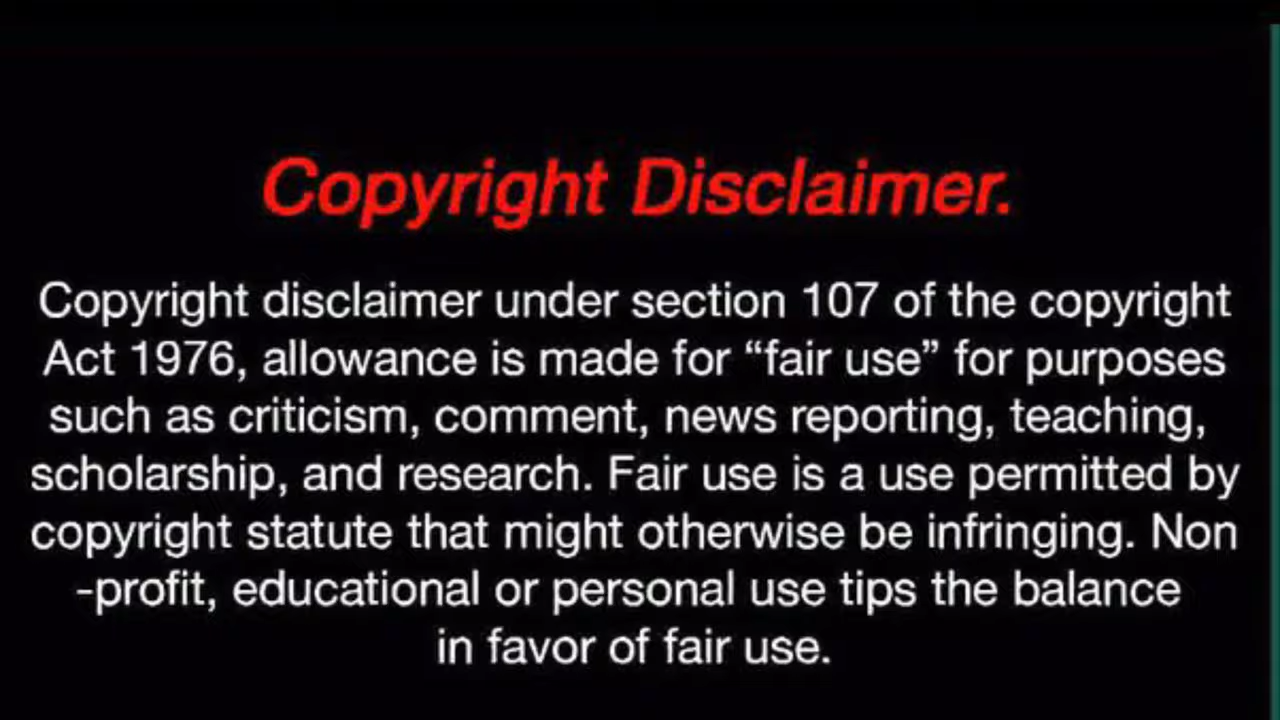 Copyright Disclaimer.
Copyright disclaimer under section 107 of the copyright
Act 1976, allowance is made for “fair use” for purposes
such as criticism, comment, news reporting, teaching,
scholarship, and research. Fair use is a use permitted by
copyright statute that might otherwise be infringing. Non
-profit, educational or personal use tips the balance
in favor of fair use.